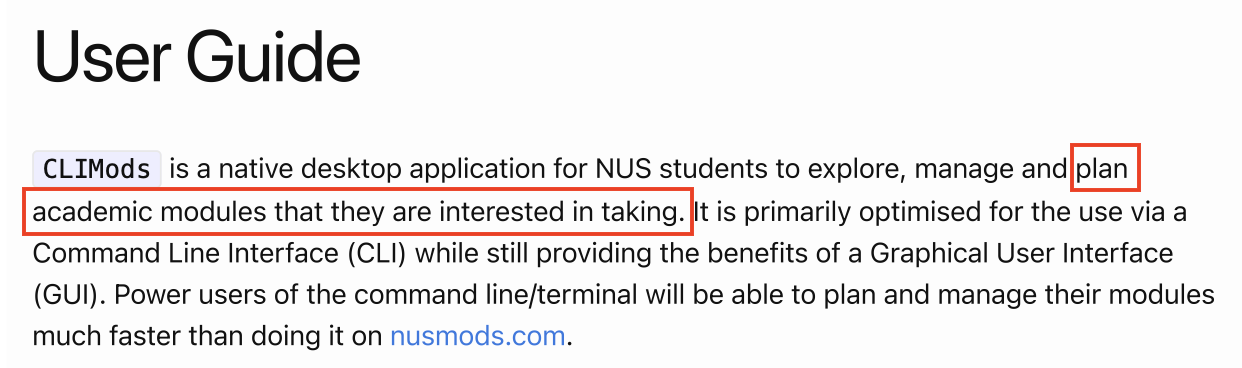 User Guide
CLIMods is a native desktop application for NUS students to explore, manage and plan
academic modules that they are interested in taking. It is primarily optimised for the use via a
Command Line Interface (CLI) while still providing the benefits of a Graphical User Interface
(GUI). Power users of the command line/terminal will be able to plan and manage their modules
much faster than doing it on nusmods.com.